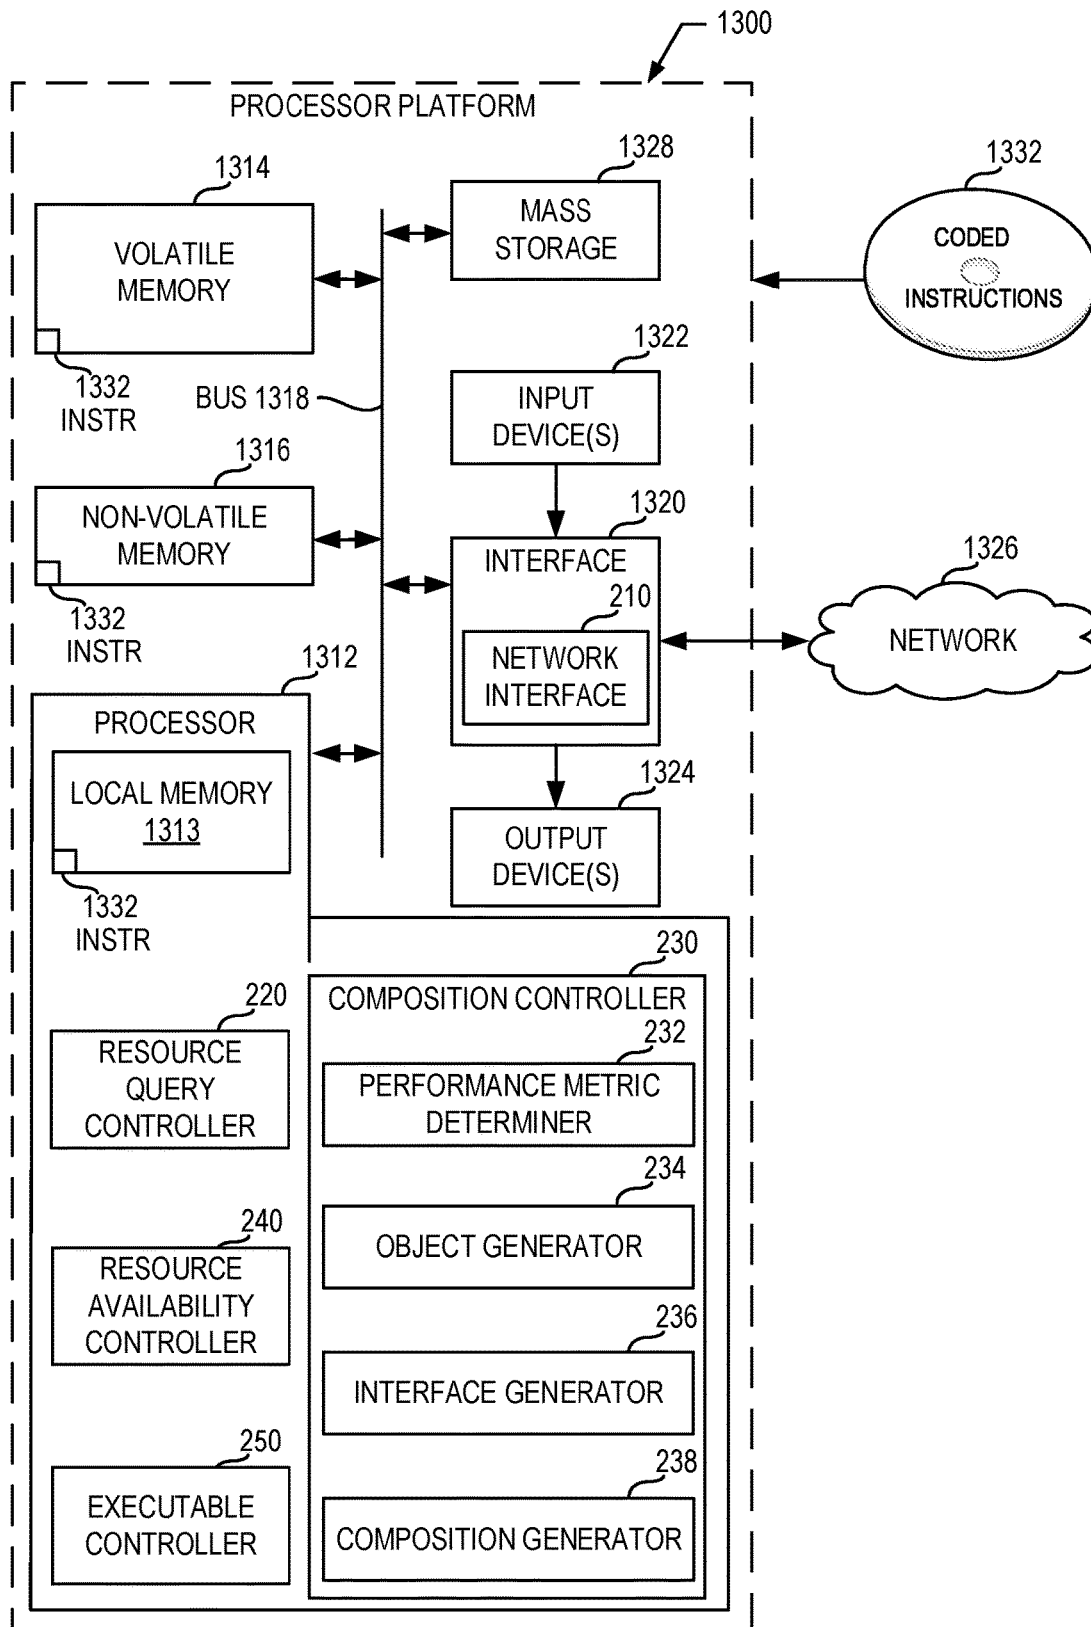 1300
PROCESSOR PLATFORM
1314
VOLATILE
MEMORY
1332
INSTR
1328
MASS
STORAGE
1332
CODED
INSTRUCTIONS
BUS 1318
1322
INPUT
DEVICE(S)
1316
NON-VOLATILE
MEMORY
1332
INSTR
1320
INTERFACE
210
NETWORK
INTERFACE
1326
NETWORK
1312
PROCESSOR
LOCAL MEMORY
1313
1332
INSTR
1324
OUTPUT
DEVICE(S)
220
RESOURCE
QUERY
CONTROLLER
240
RESOURCE
AVAILABILITY
CONTROLLER
250
EXECUTABLE
CONTROLLER
230
COMPOSITION CONTROLLER
232
PERFORMANCE METRIC
DETERMINER
234
OBJECT GENERATOR
236
INTERFACE GENERATOR
238
COMPOSITION GENERATOR